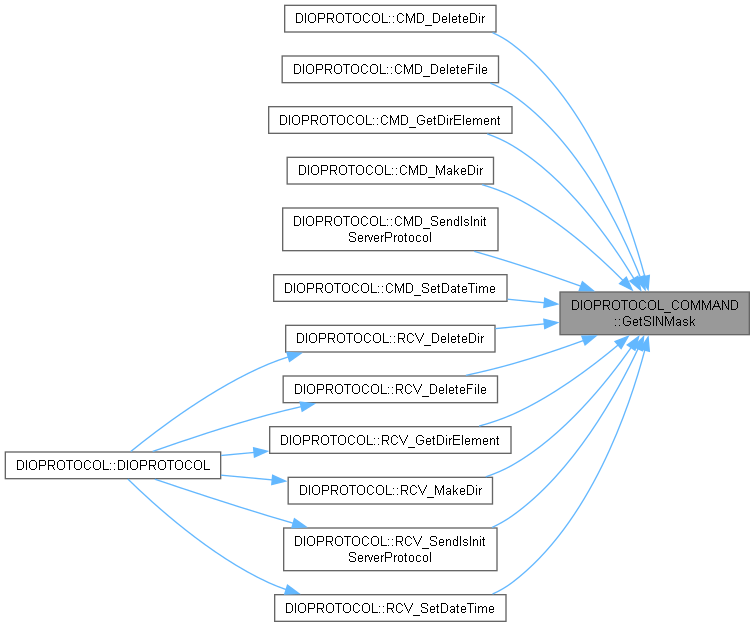 DIOPROTOCOL::CMD_DeleteDir
DIOPROTOCOL::CMD_DeleteFile
DIOPROTOCOL::CMD_GetDirElement
DIOPROTOCOL::CMD_MakeDir
DIOPROTOCOL::CMD_SendIsInit
ServerProtocol
DIOPROTOCOL::CMD_SetDateTime
DIOPROTOCOL_COMMAND
::GetSINMask
DIOPROTOCOL::RCV_DeleteDir
DIOPROTOCOL::RCV_DeleteFile
DIOPROTOCOL::RCV_GetDirElement
DIOPROTOCOL::DIOPROTOCOL
DIOPROTOCOL::RCV_MakeDir
DIOPROTOCOL::RCV_SendIsInit
ServerProtocol
DIOPROTOCOL::RCV_SetDateTime